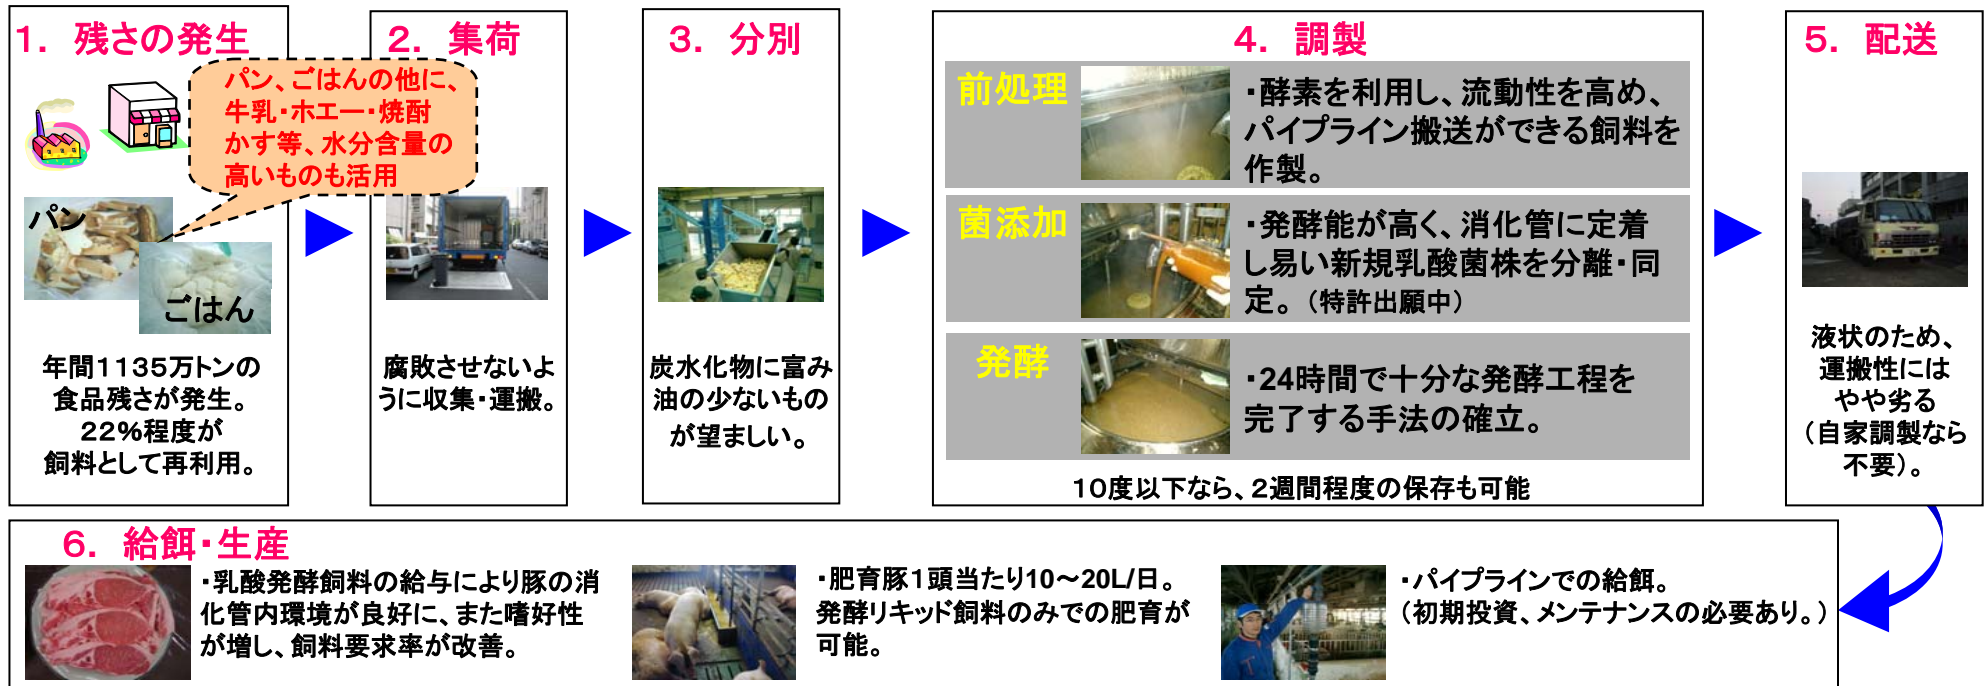 1. 残さの発生
パン、ごはんの他に、
牛乳・ホエー・焼酎
かす等、水分含量の
高いものも活用
パン
ごはん
年間1135万トンの
食品残さが発生。
22%程度が
飼料として再利用。
2. 集荷
腐敗させないよ
うに収集・運搬。
3. 分別
炭水化物に富み
油の少ないもの
が望ましい。
4. 調製
前処理
・酵素を利用し、流動性を高め、
パイプライン搬送ができる飼料を
作製。
菌添加
・発酵能が高く、消化管に定着
し易い新規乳酸菌株を分離・同
定。（特許出願中）
発酵
・24時間で十分な発酵工程を
完了する手法の確立。
10度以下なら、2週間程度の保存も可能
5. 配送
液状のため、
運搬性には
やや劣る
（自家調製なら
不要）。
6. 給餌・生産
・乳酸発酵飼料の給与により豚の消
化管内環境が良好に、また嗜好性
が増し、飼料要求率が改善。
・肥育豚1頭当たり10～20L/日。
発酵リキッド飼料のみでの肥育が
可能。
・パイプラインでの給餌。
（初期投資、メンテナンスの必要あり。）